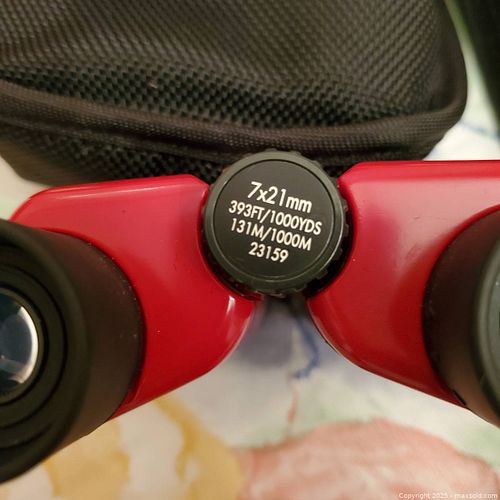 7x21mm
393FT/1000YDS
131M/1000M
23159
Copyright 2025 - maxsold.com